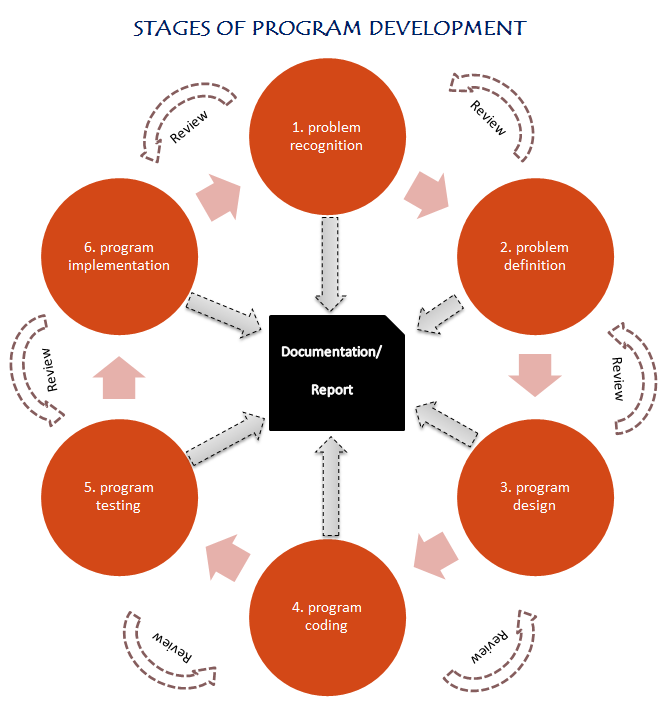 STAGES OF PROGRAM DEVELOPMENT
Review
1. problem
recognition
Review
6. program
implementation
2. problem
definition
Documentation/
Report
Review
Review
5. program
testing
3. program
design
4. program
coding
Review
Review